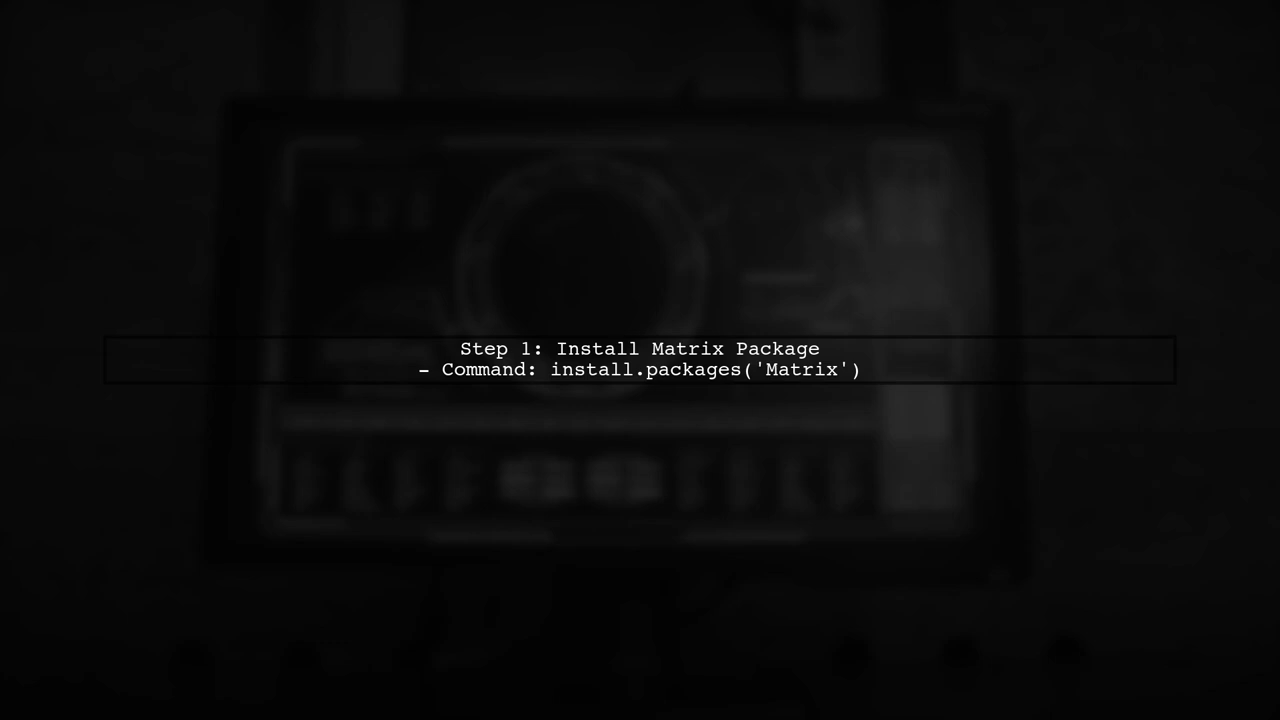 Step 1: Install Matrix Package
– Command: install.packages('Matrix')